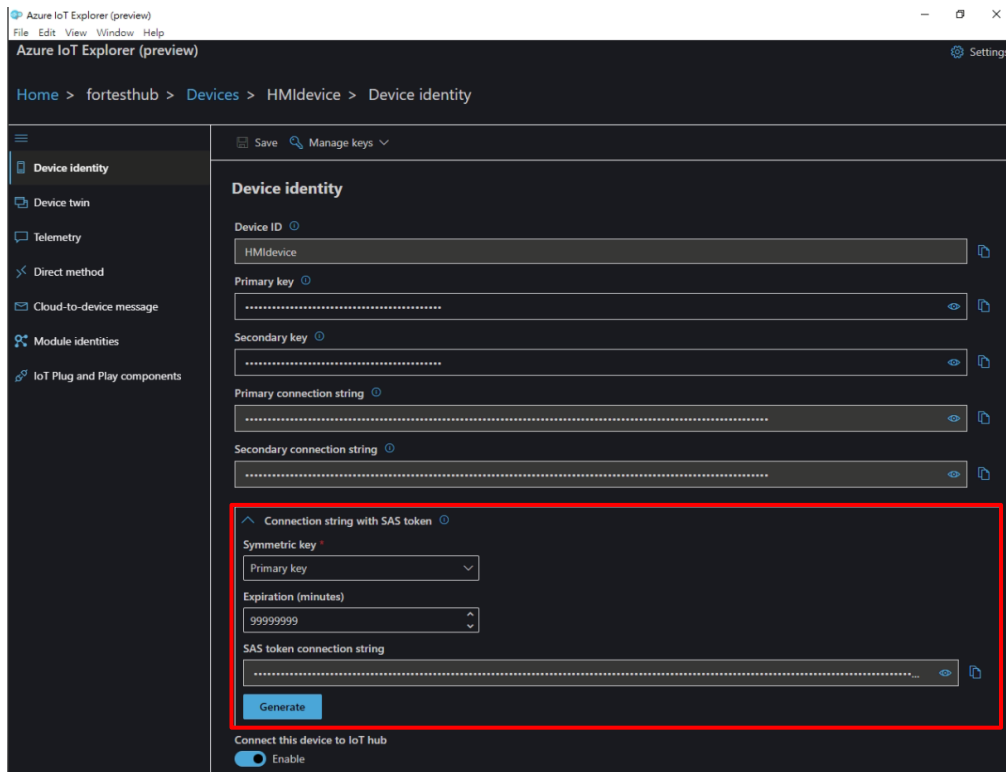 Azure IoT Explorer (preview)
File Edit View Window Help
Azure IoT Explorer (preview)
Settings
Home > fortesthub > Devices > HMIdevice > Device identity
Save Manage keys
Device identity
Device twin
Telemetry
Direct method
Cloud-to-device message
Module identities
IoT Plug and Play components
Device identity
Device ID
HMIdevice
Primary key
Secondary key
Primary connection string
Secondary connection string
Connection string with SAS token
Symmetric key *
Primary key
Expiration (minutes)
99999999
SAS token connection string
Generate
Connect this device to IoT hub
Enable